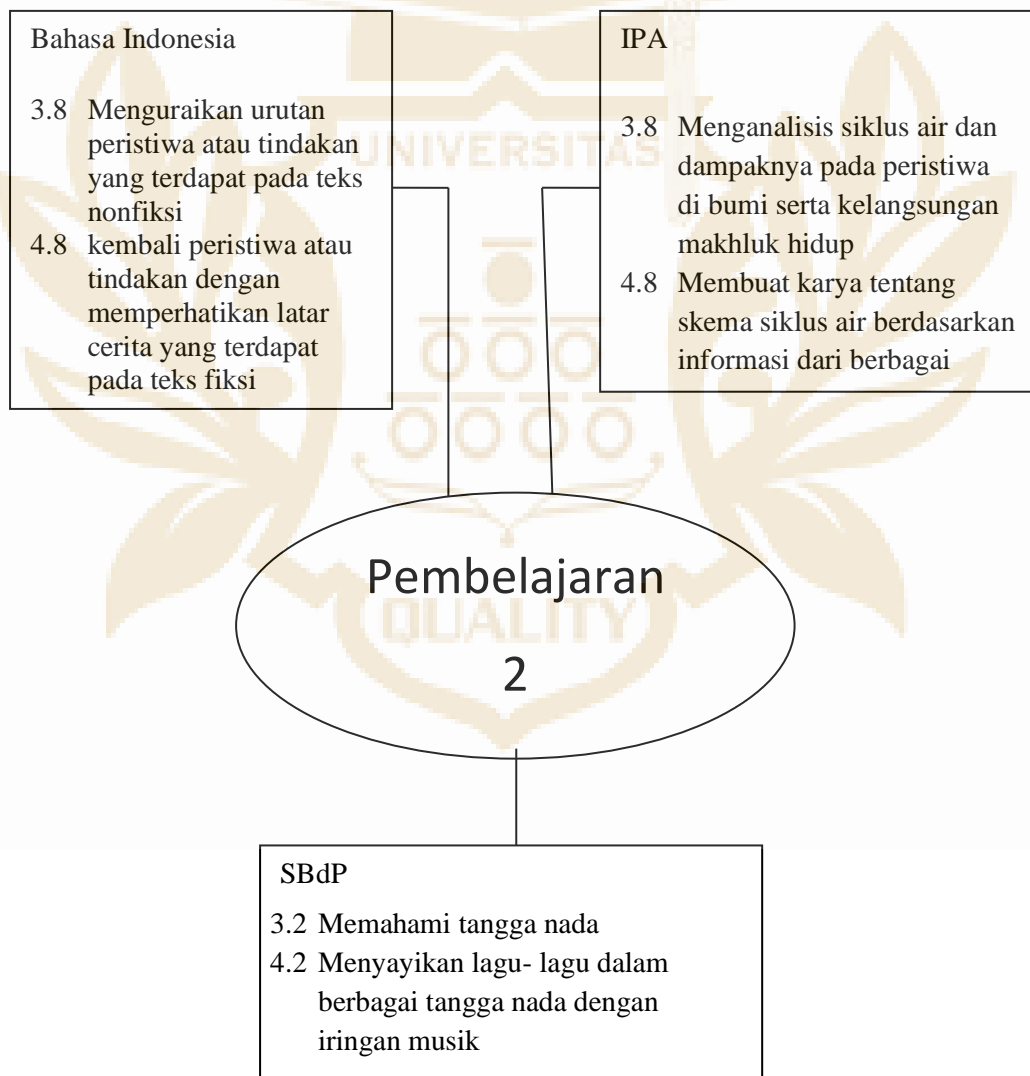 Bahasa Indonesia
3.8 Menguraikan urutan
peristiwa atau tindakan
yang terdapat pada teks
nonfiksi
4.8 kembali peristiwa atau
tindakan dengan
memperhatikan latar
cerita yang terdapat
pada teks fiksi
IPA
3.8 Menganalisis siklus air dan
dampaknya pada peristiwa
di bumi serta kelangsungan
makhluk hidup
4.8 Membuat karya tentang
skema siklus air berdasarkan
informasi dari berbagai
UNIVERSITAS
Pembelajaran
2
QUALITY
SBdP
3.2 Memahami tangga nada
4.2 Menyayikan lagu- lagu dalam
berbagai tangga nada dengan
iringan musik